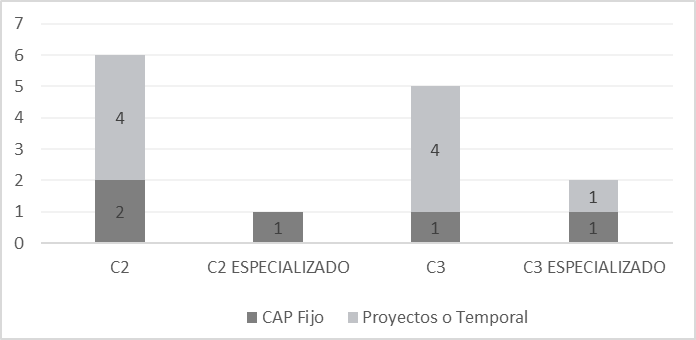 7
6
5
4
3
2
1
0
4
2
1
4
1
1
1
C2
C2 ESPECIALIZADO
C3
C3 ESPECIALIZADO
CAP Fijo
Proyectos o Temporal